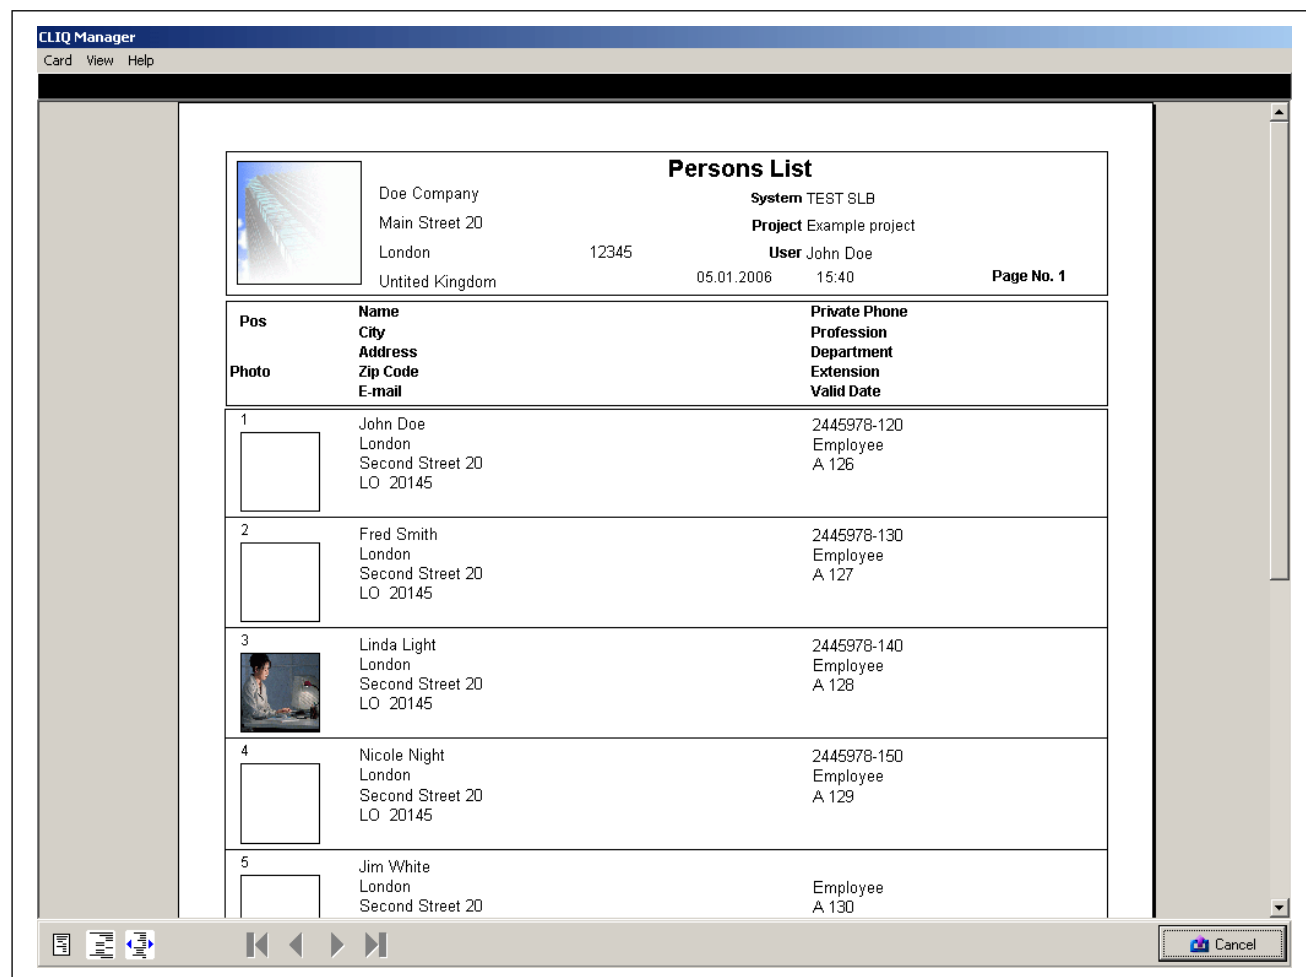 CLIQ Manager
Card View Help
Persons List
Doe Company
System TEST SLB
Main Street 20
Project Example project
London 12345
User John Doe
Untited Kingdom
05.01.2006 15:40 Page No. 1
Pos
Photo
Name
City
Address
Zip Code
E-mail
Private Phone
Profession
Department
Extension
Valid Date
1
John Doe
London
Second Street 20
LO 20145
2445978-120
Employee
A 126
2
Fred Smith
London
Second Street 20
LO 20145
2445978-130
Employee
A 127
3
Linda Light
London
Second Street 20
LO 20145
2445978-140
Employee
A 128
4
Nicole Night
London
Second Street 20
LO 20145
2445978-150
Employee
A 129
5
Jim White
London
Second Street 20
Employee
A 130
Cancel